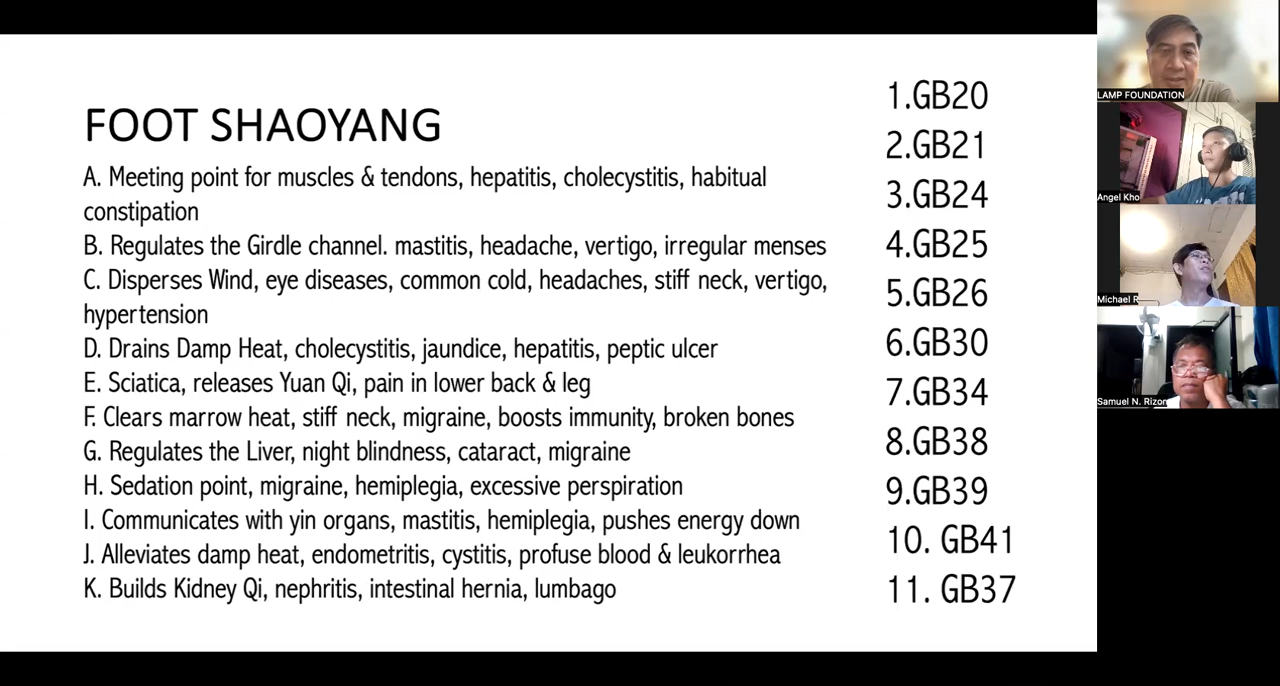 FOOT SHAOYANG
A. Meeting point for muscles & tendons, hepatitis, cholecystitis, habitual
constipation
B. Regulates the Girdle channel. mastitis, headache, vertigo, irregular menses
C. Disperses Wind, eye diseases, common cold, headaches, stiff neck, vertigo,
hypertension
D. Drains Damp Heat, cholecystitis, jaundice, hepatitis, peptic ulcer
E. Sciatica, releases Yuan Qi, pain in lower back & leg
F. Clears marrow heat, stiff neck, migraine, boosts immunity, broken bones
G. Regulates the Liver, night blindness, cataract, migraine
H. Sedation point, migraine, hemiplegia, excessive perspiration
I. Communicates with yin organs, mastitis, hemiplegia, pushes energy down
J. Alleviates damp heat, endometritis, cystitis, profuse blood & leukorrhea
K. Builds Kidney Qi, nephritis, intestinal hernia, lumbago
1.GB20
2.GB21
3.GB24
4.GB25
5.GB26
6.GB30
7.GB34
8.GB38
9.GB39
10. GB41
11. GB37
LAMP FOUNDATION
Angel Kho
Michael R
Samuel N. Rizon